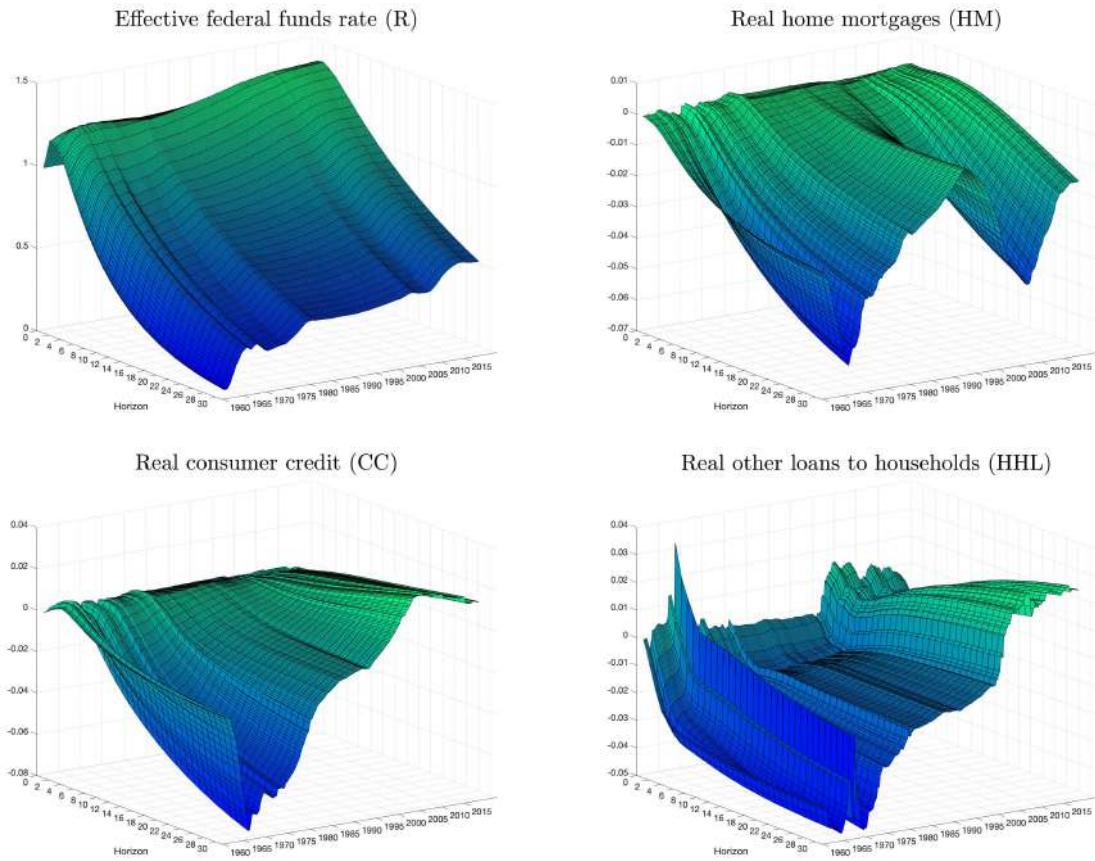 Effective federal funds rate (R)
1.5
1
0.5
0
0 2 4 6 8 10 12 14 16 18 20 22 24 26 28 30
Horizon
1960 1965 1970 1975 1980 1985 1990 1995 2000 2005 2010 2015
Real home mortgages (HM)
0.01
0
-0.01
-0.02
-0.03
-0.04
-0.05
-0.06
-0.07
0 2 4 6 8 10 12 14 16 18 20 22 24 26 28 30
Horizon
1960 1965 1970 1975 1980 1985 1990 1995 2000 2005 2010 2015
Real consumer credit (CC)
0.04
0.02
0
-0.02
-0.04
-0.06
-0.08
0 2 4 6 8 10 12 14 16 18 20 22 24 26 28 30
Horizon
1960 1965 1970 1975 1980 1985 1990 1995 2000 2005 2010 2015
Real other loans to households (HHL)
0.04
0.03
0.02
0.01
0
-0.01
-0.02
-0.03
-0.04
-0.05
0 2 4 6 8 10 12 14 16 18 20 22 24 26 28 30
Horizon
1960 1965 1970 1975 1980 1985 1990 1995 2000 2005 2010 2015